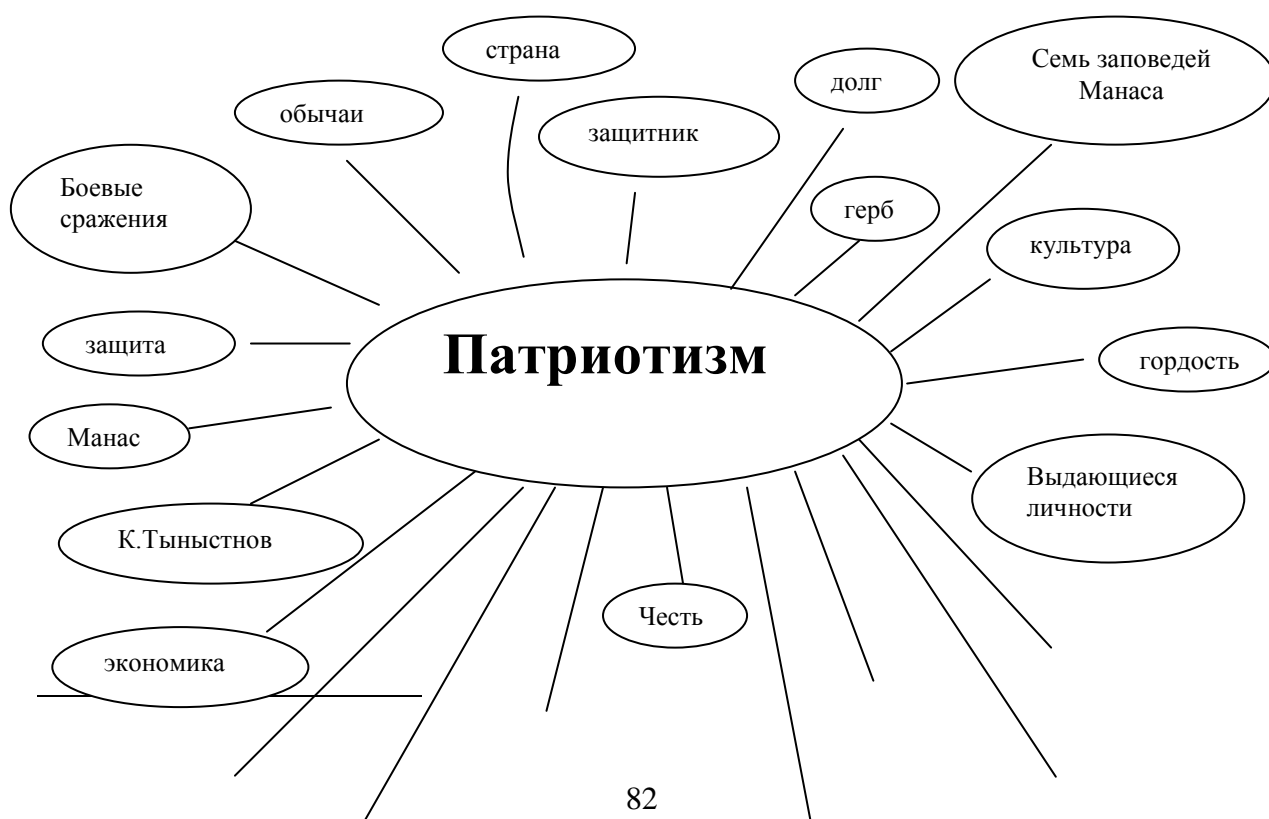 страна
Семь заповедей
Манаса
долг
обычаи
защитник
Боевые
сражения
герб
культура
Патриотизм
защита
гордость
Манас
Выдающиеся
личности
К.Тыныстнов
Честь
экономика
82